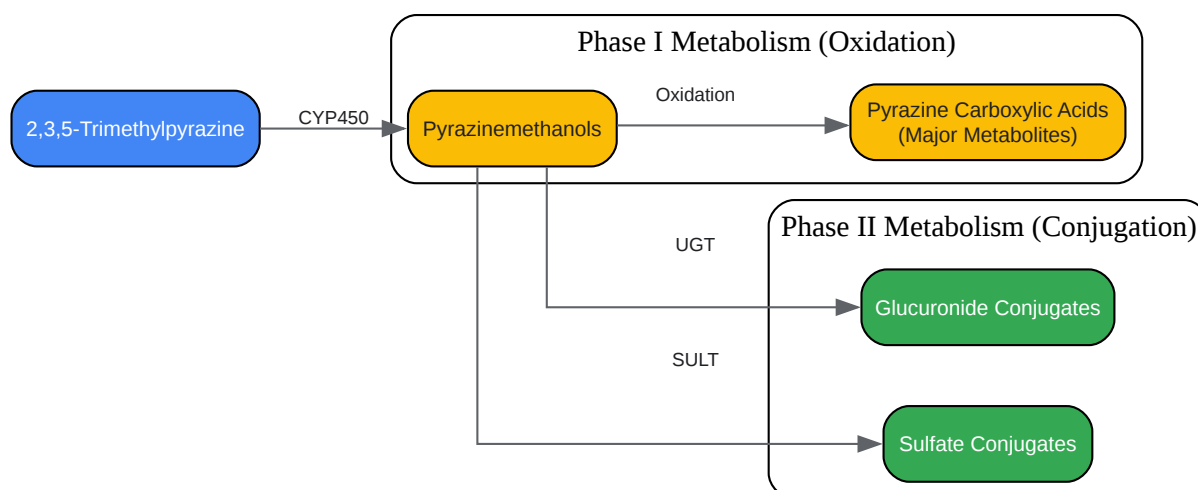 Phase I Metabolism (Oxidation)
2,3,5-Trimethylpyrazine
CYP450
Pyrazinemethanols
Oxidation
Pyrazine Carboxylic Acids
(Major Metabolites)
Phase II Metabolism (Conjugation)
UGT
Glucuronide Conjugates
SULT
Sulfate Conjugates